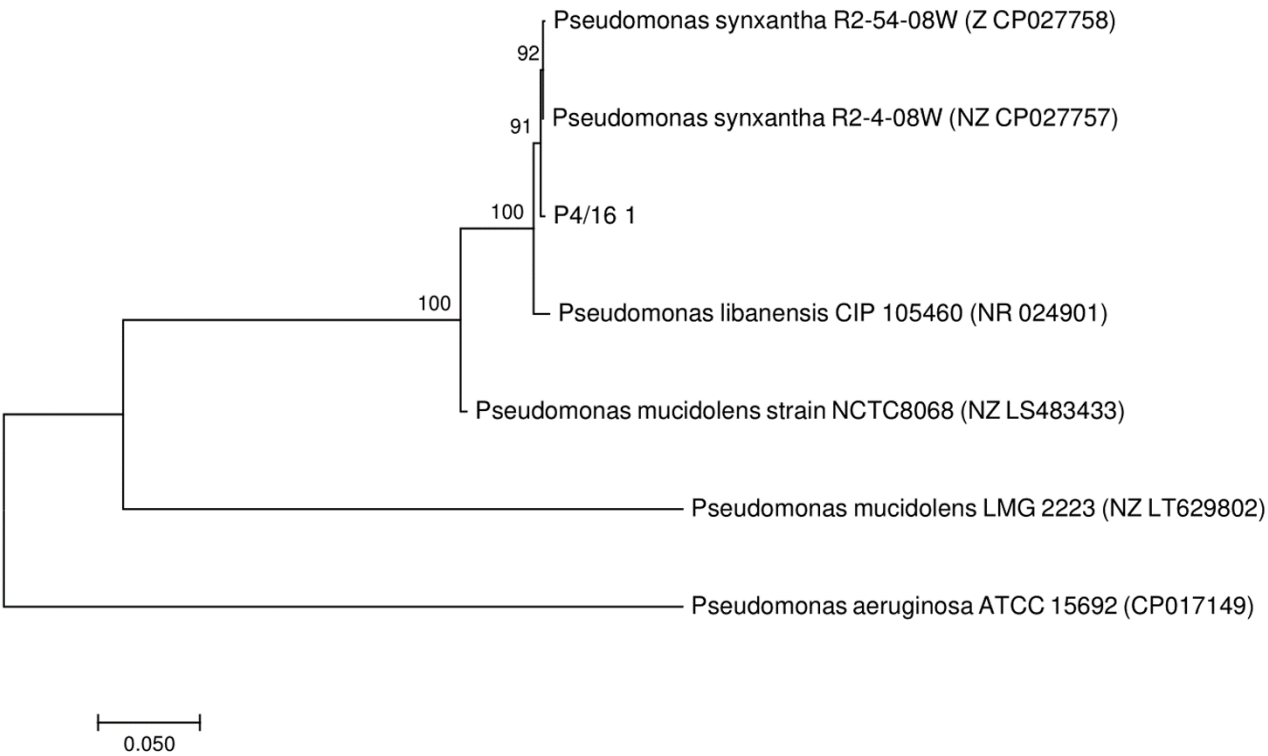 Pseudomonas synxantha R2-54-08W (Z CP027758)
92
Pseudomonas synxantha R2-4-08W (NZ CP027757)
91
P4/16 1
100
Pseudomonas libanensis CIP 105460 (NR 024901)
100
Pseudomonas mucidolens strain NCTC8068 (NZ LS483433)
Pseudomonas mucidolens LMG 2223 (NZ LT629802)
Pseudomonas aeruginosa ATCC 15692 (CP017149)
0.050